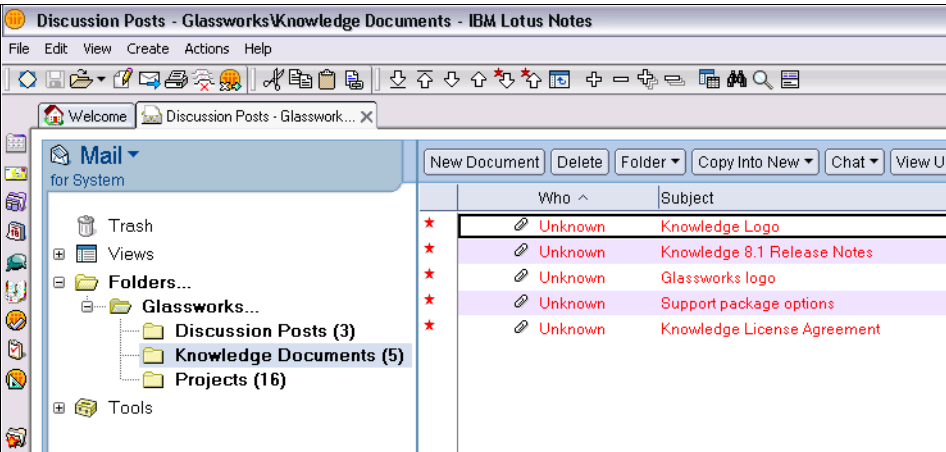 Discussion Posts - Glassworks\Knowledge Documents - IBM Lotus Notes
File Edit View Create Actions Help
Welcome Discussion Posts - Glasswork...
Mail
for System
New Document Delete Folder Copy Into New Chat View U
Who Subject
Trash
Views
Folders...
Glassworks...
Discussion Posts (3)
Knowledge Documents (5)
Projects (16)
Tools
Unknown Knowledge Logo
Unknown Knowledge 8.1 Release Notes
Unknown Glassworks logo
Unknown Support package options
Unknown Knowledge License Agreement